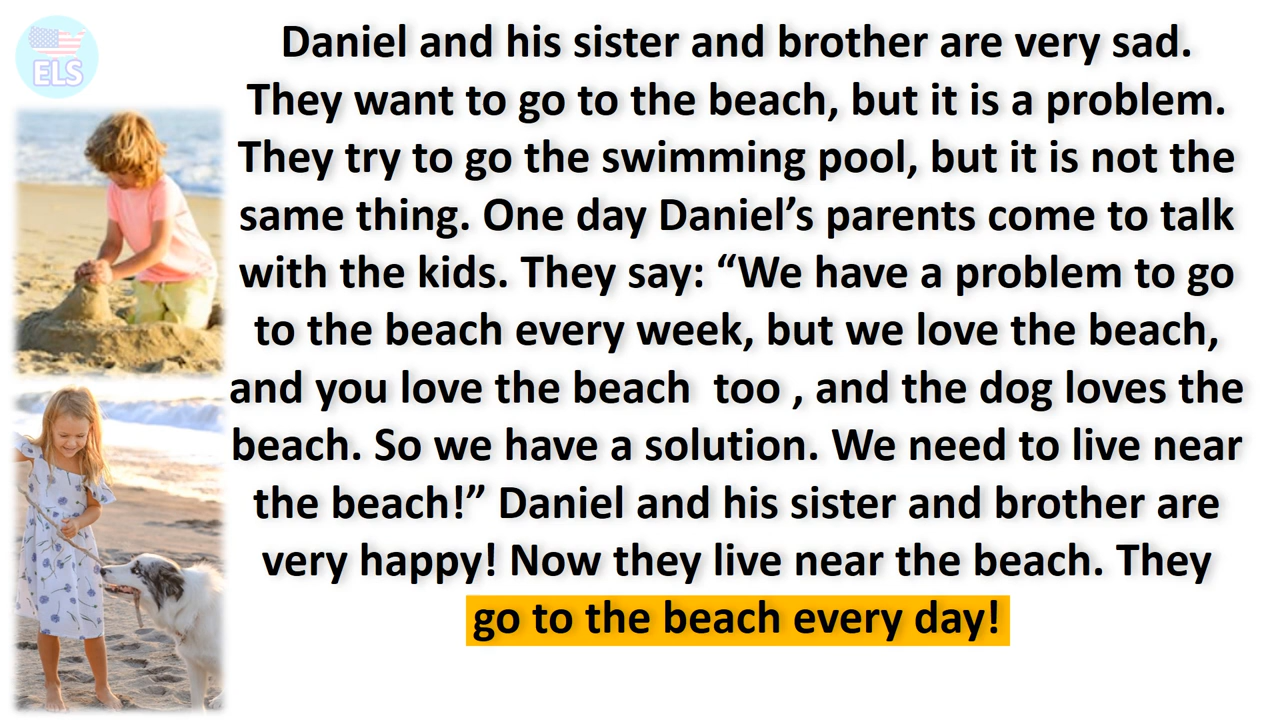 ELS
Daniel and his sister and brother are very sad.
They want to go to the beach, but it is a problem.
They try to go the swimming pool, but it is not the
same thing. One day Daniel’s parents come to talk
with the kids. They say: “We have a problem to go
to the beach every week, but we love the beach,
and you love the beach  too , and the dog loves the
beach. So we have a solution. We need to live near
the beach!” Daniel and his sister and brother are
very happy! Now they live near the beach. They
go to the beach every day!